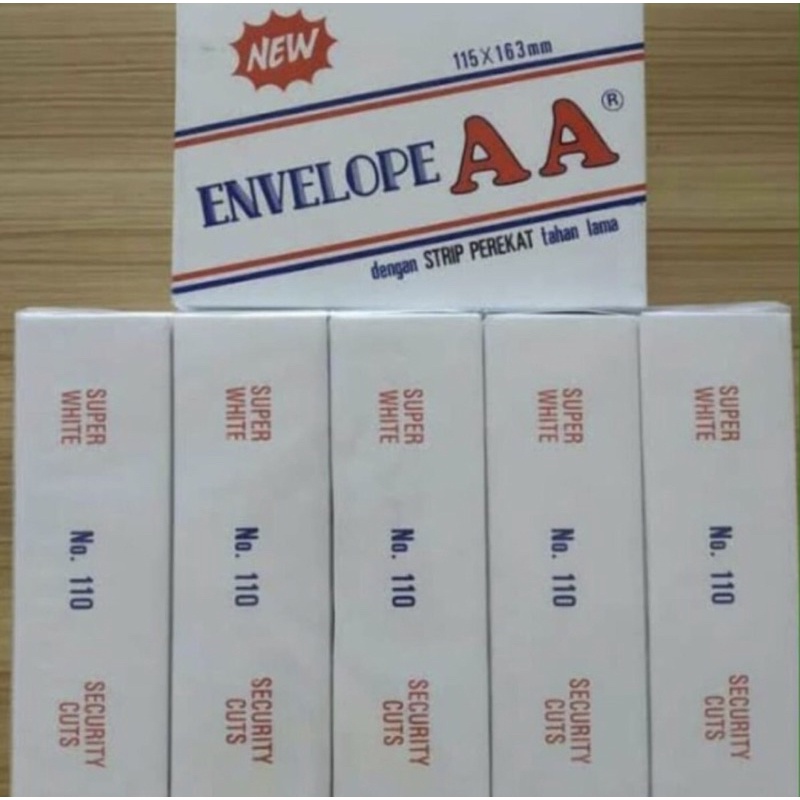 NEW
115X163mm
ENVELOPE AA®
dengan STRIP PEREKAT tahan lama
SUPER
WHITE
No. 110
SECURITY
CUTS
SUPER
WHITE
No. 110
SECURITY
CUTS
SUPER
WHITE
No. 110
SECURITY
CUTS
SUPER
WHITE
No. 110
SECURITY
CUTS
SUPER
WHITE
No. 110
SECURITY
CUTS